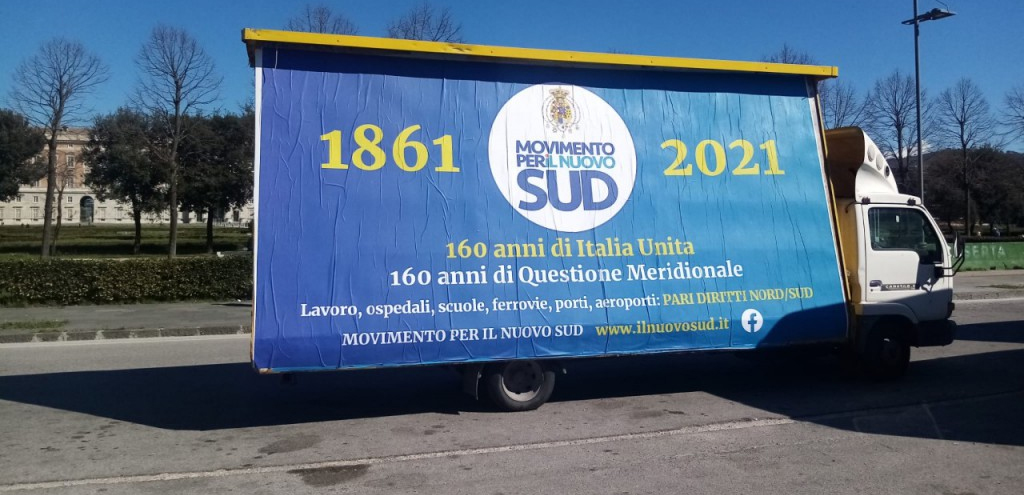 1861
MOVIMENTO
PER IL NUOVO
SUD
2021
160 anni di Italia Unita
160 anni di Questione Meridionale
Lavoro, ospedali, scuole, ferrovie, porti, aeroporti: PARI DIRITTI NORD/SUD
MOVIMENTO PER IL NUOVO SUD www.ilnuovosud.it f